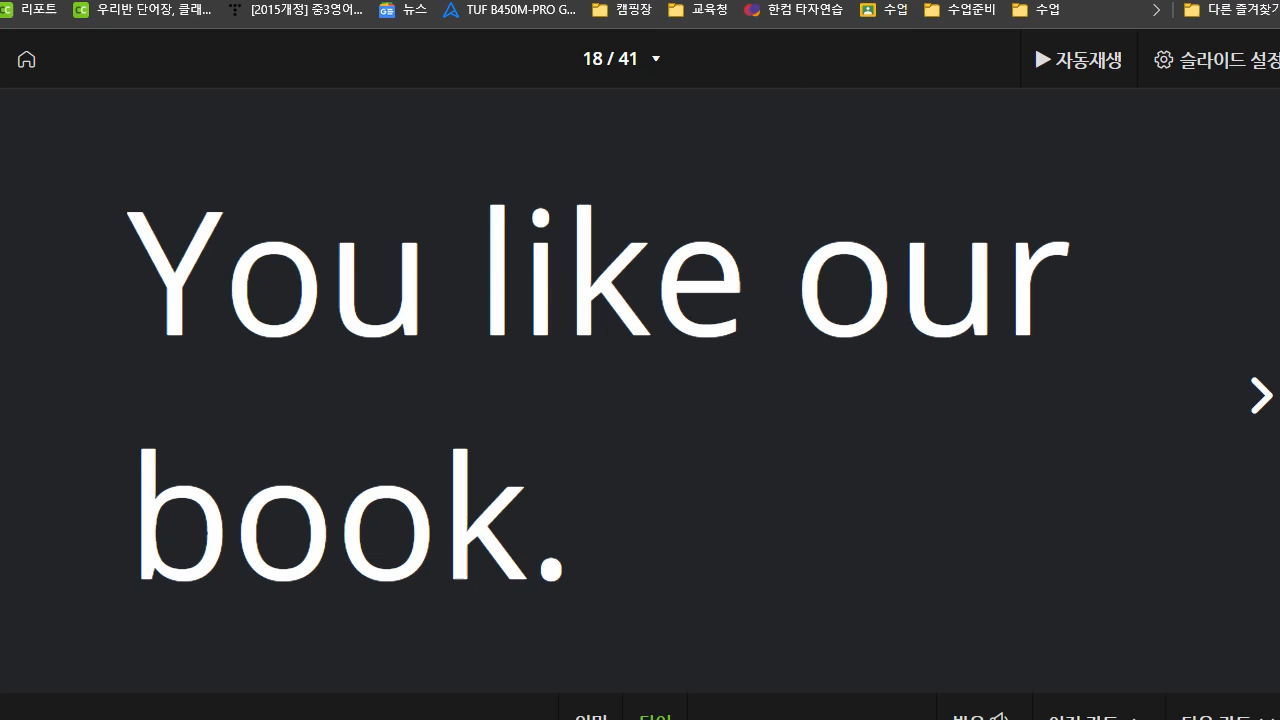 리포트 우리반 단어장, 클래... [2015개정] 중3영어... 뉴스 TUF B450M-PRO G... 캠핑장 교육청 한컴 타자연습 수업 수업준비 수업 다른 즐겨찾기
18 / 41 자동재생 슬라이드 설정
You like our
book.